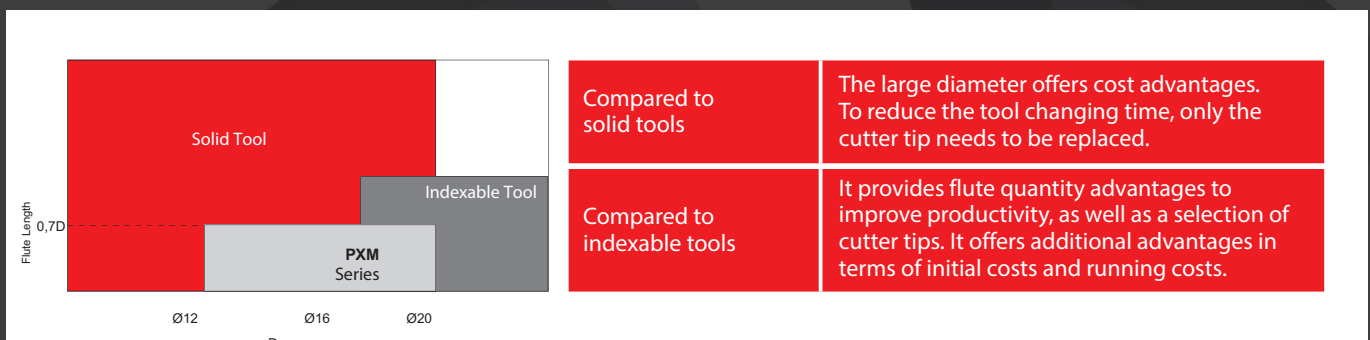 Solid Tool
Indexable Tool
Flute Length
0,7D
PXM
Series
Ø12
Ø16
Ø20
Compared to
solid tools
The large diameter offers cost advantages.
To reduce the tool changing time, only the
cutter tip needs to be replaced.
Compared to
indexable tools
It provides flute quantity advantages to
improve productivity, as well as a selection of
cutter tips. It offers additional advantages in
terms of initial costs and running costs.